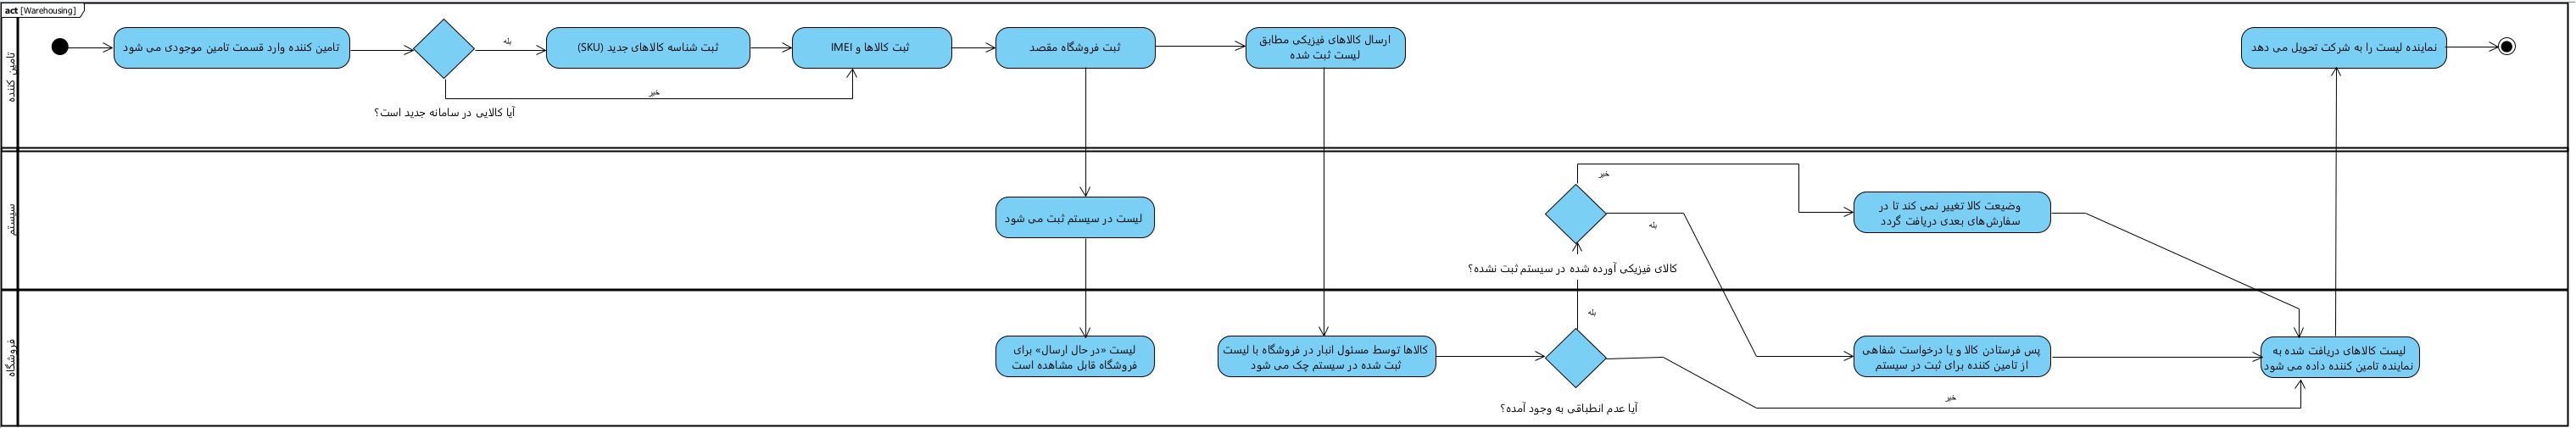 act [Warehousing]
تامین کننده
تامین کننده وارد قسمت تامین موجودی می شود
آیا کالایی در سامانه جدید است؟
بله
خیر
ثبت شناسه کالاهای جدید (SKU)
ثبت کالاها و IMEI
ثبت فروشگاه مقصد
ارسال کالاهای فیزیکی مطابق
لیست ثبت شده
نماینده لیست را به شرکت تحویل می دهد
سیستم
لیست در سیستم ثبت می شود
کالای فیزیکی آورده شده در سیستم ثبت نشده؟
خیر
بله
وضیعت کالا تغییر نمی کند تا در
سفارش‌های بعدی دریافت گردد
فروشگاه
لیست «در حال ارسال» برای
فروشگاه قابل مشاهده است
کالاها توسط مسئول انبار در فروشگاه با لیست
ثبت شده در سیستم چک می شود
بله
آیا عدم انطباقی به وجود آمده؟
خیر
پس فرستادن کالا و یا درخواست شفاهی
از تامین کننده برای ثبت در سیستم
لیست کالاهای دریافت شده به
نماینده تامین کننده داده می شود